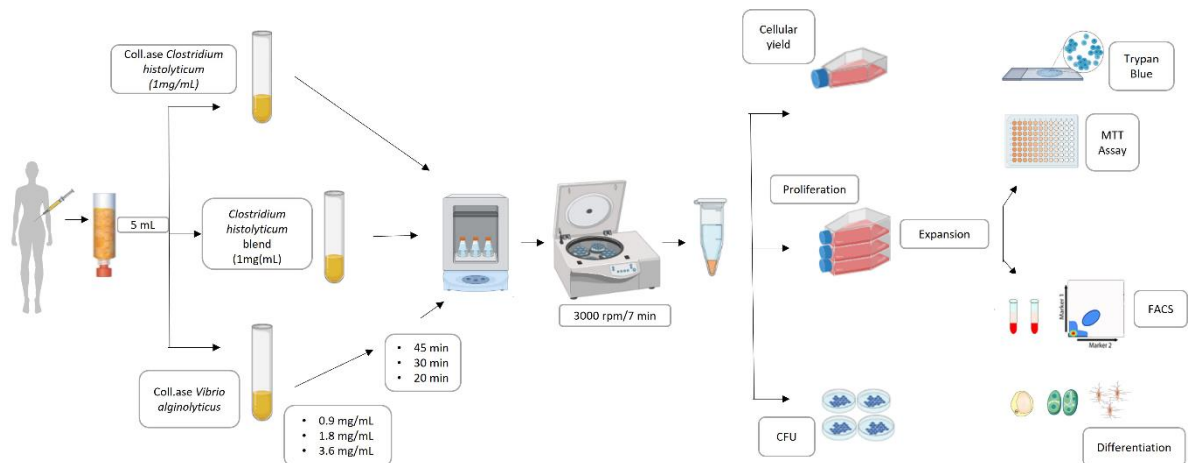 Coll.ase Clostridium
histolyticum
(1mg/mL)
5 mL
Clostridium
histolyticum
blend
(1mg(mL)
Coll.ase Vibrio
alginolyticus
• 0.9 mg/mL
• 1.8 mg/mL
• 3.6 mg/mL
• 45 min
• 30 min
• 20 min
3000 rpm/7 min
Cellular
yield
Proliferation
Expansion
CFU
Trypan
Blue
MTT
Assay
Marker 1
Marker 2
FACS
Differentiation